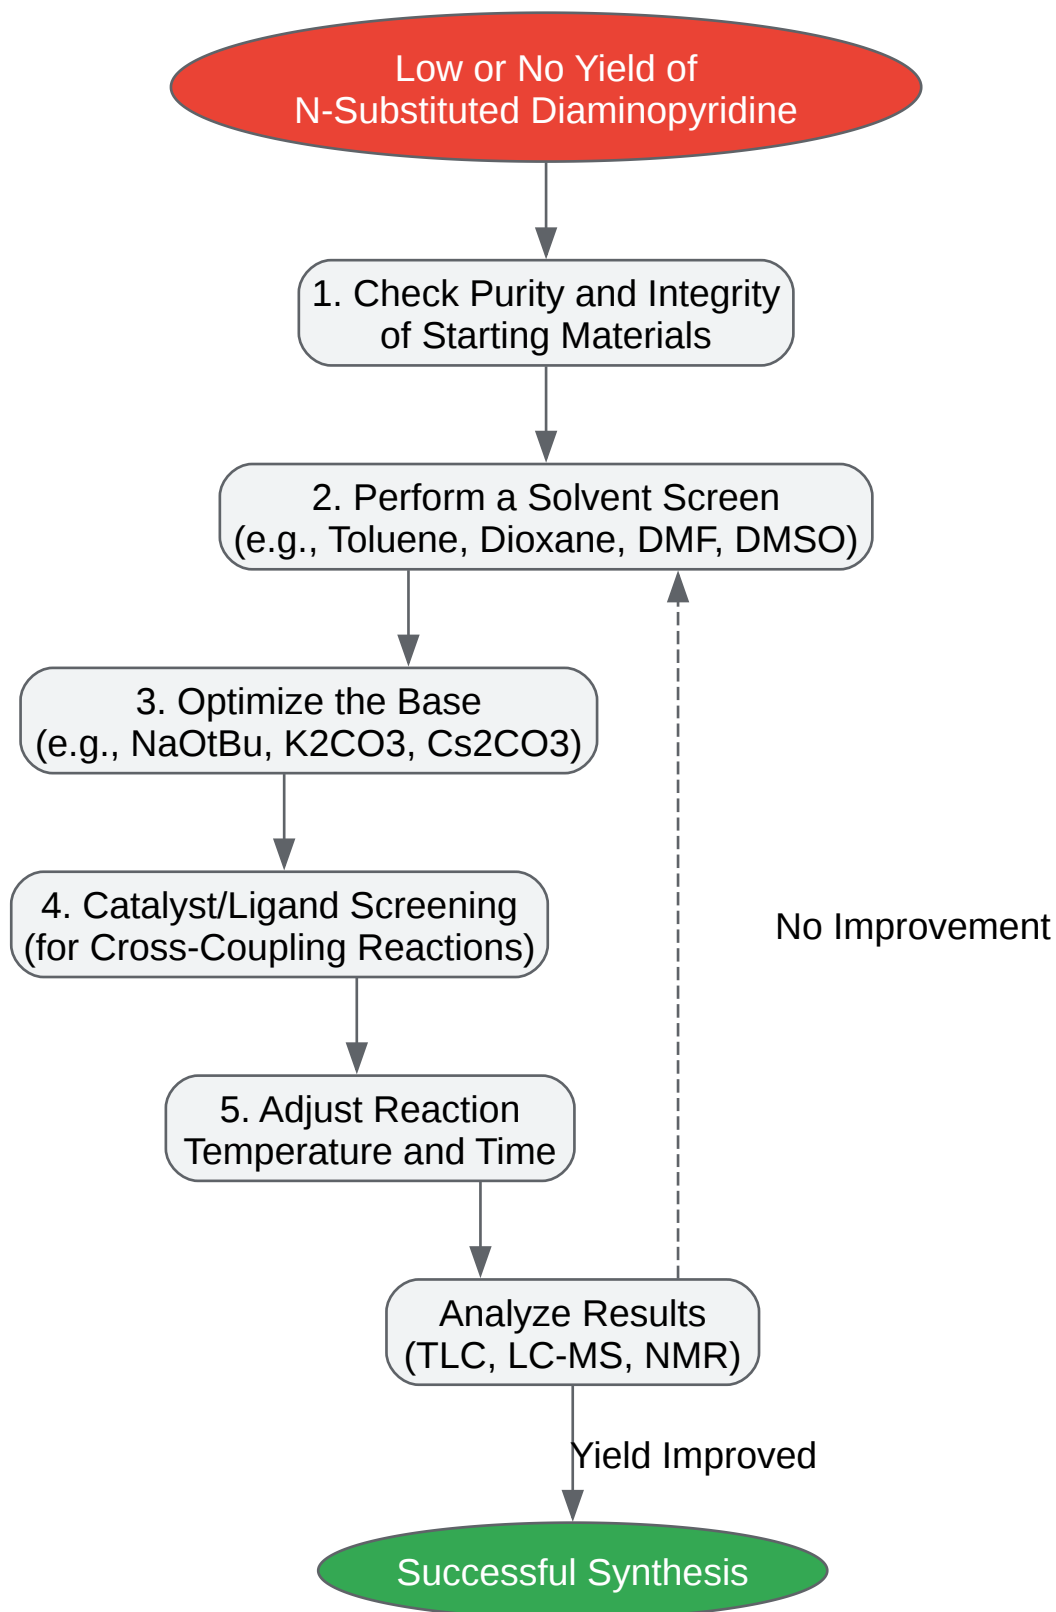 Low or No Yield of
N-Substituted Diaminopyridine
1. Check Purity and Integrity
of Starting Materials
2. Perform a Solvent Screen
(e.g., Toluene, Dioxane, DMF, DMSO)
3. Optimize the Base
(e.g., NaOtBu, K2CO3, Cs2CO3)
4. Catalyst/Ligand Screening
(for Cross-Coupling Reactions)
No Improvement
5. Adjust Reaction
Temperature and Time
Analyze Results
(TLC, LC-MS, NMR)
Yield Improved
Successful Synthesis